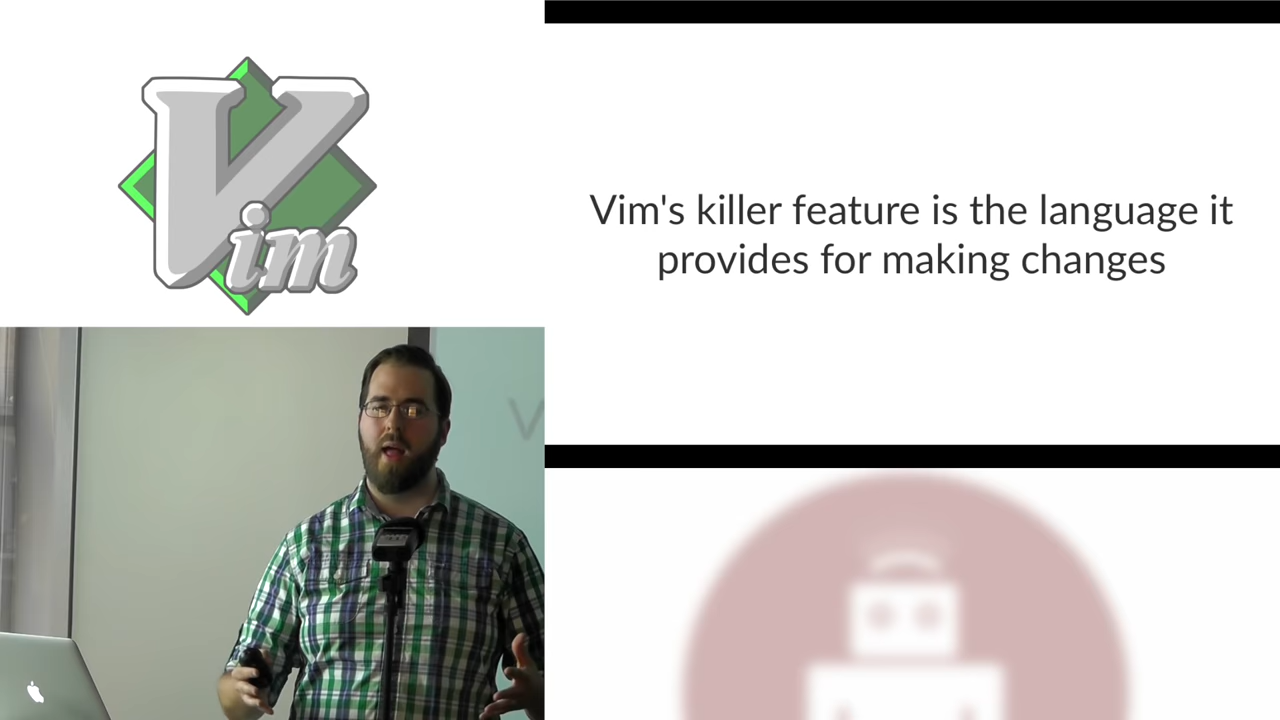 Vim
Vim's killer feature is the language it
provides for making changes